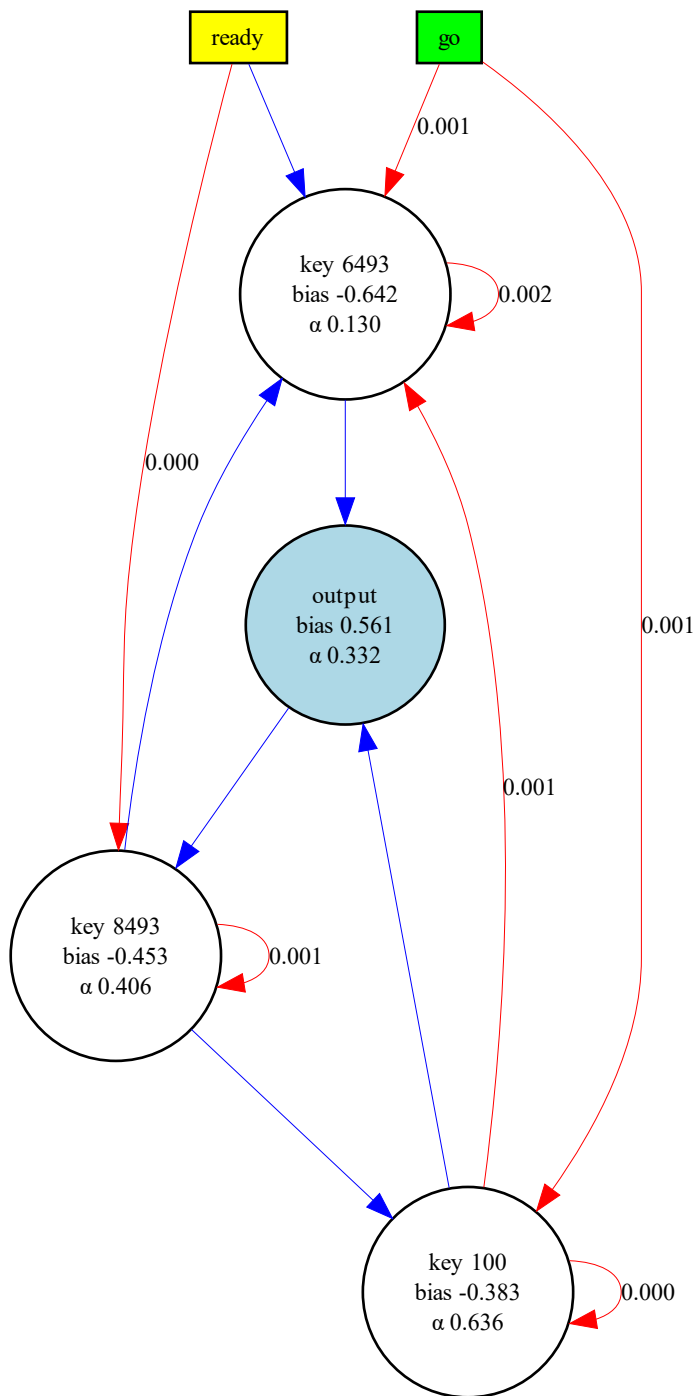 ready
go
0.001
key 6493
bias -0.642
α 0.130
0.002
0.000
output
bias 0.561
α 0.332
0.001
0.001
key 8493
bias -0.453
α 0.406
0.001
key 100
bias -0.383
α 0.636
0.000